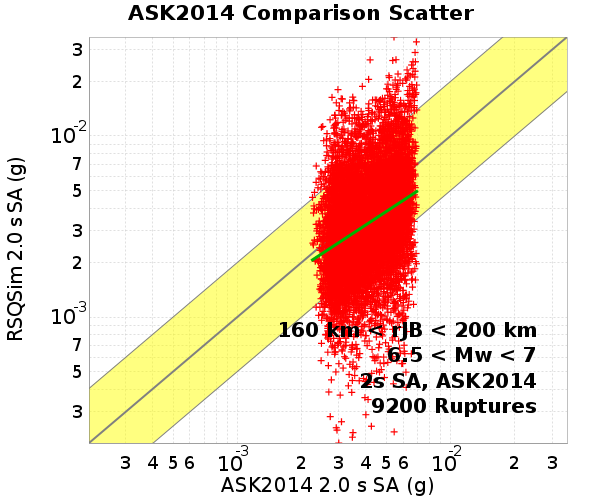 ASK2014 Comparison Scatter
RSQSim 2.0 s SA (g)
3
2
10-2
7
5
3
2
10-3
7
5
3
160 km < rJB < 200 km
6.5 < Mw < 7
2s SA, ASK2014
9200 Ruptures
3 4 5 6 10-3 2 3 4 5 6 10-2 2 3
ASK2014 2.0 s SA (g)